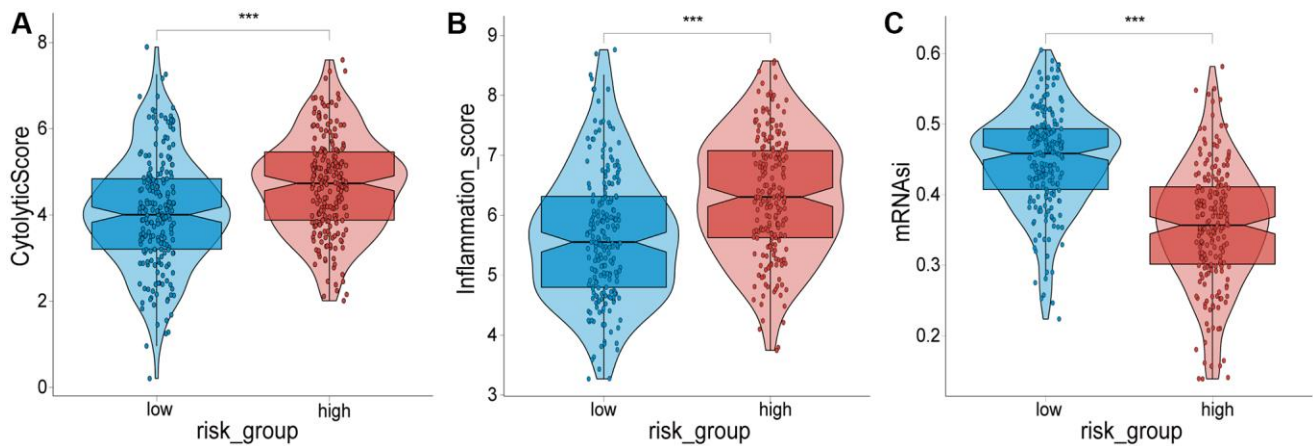 A
***
CytolyticScore
8
6
4
2
0
low high
risk_group
B
***
Inflammation_score
9
8
7
6
5
4
3
low high
risk_group
C
***
mRNAsi
0.6
0.5
0.4
0.3
0.2
low high
risk_group